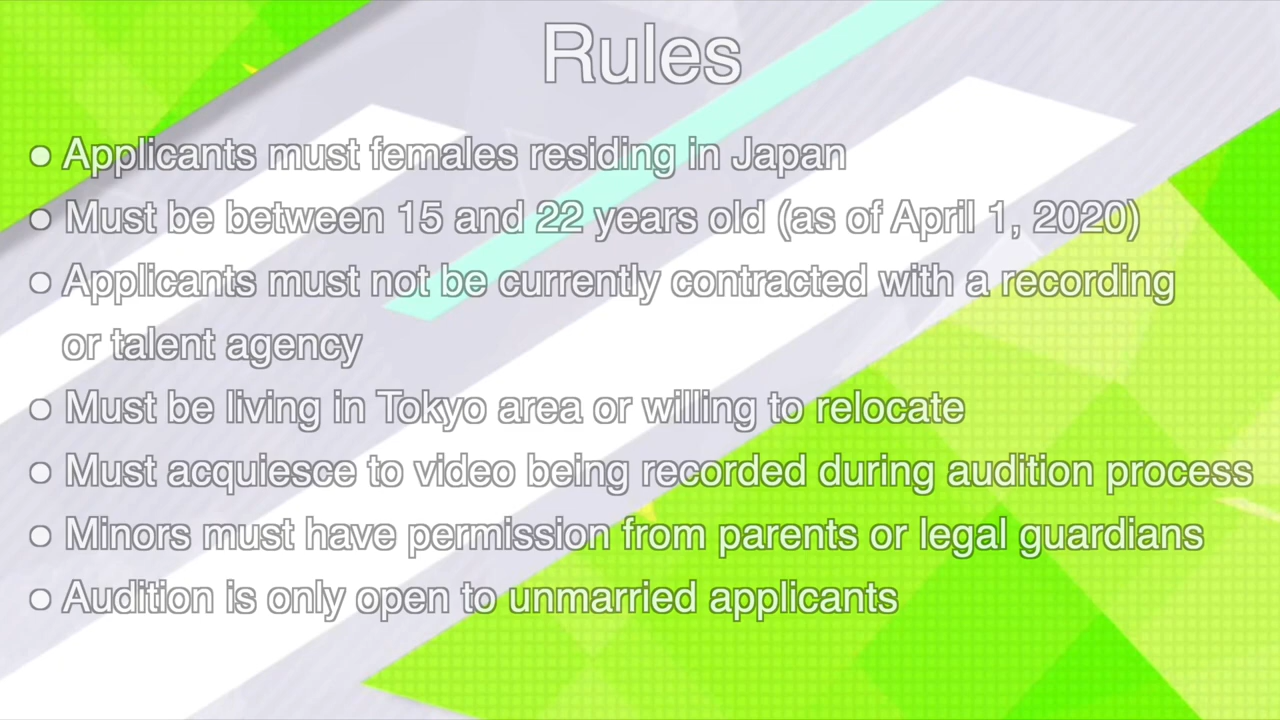 Rules
• Applicants must females residing in Japan
• Must be between 15 and 22 years old (as of April 1, 2020)
• Applicants must not be currently contracted with a recording
or talent agency
• Must be living in Tokyo area or willing to relocate
• Must acquiesce to video being recorded during audition process
• Minors must have permission from parents or legal guardians
• Audition is only open to unmarried applicants